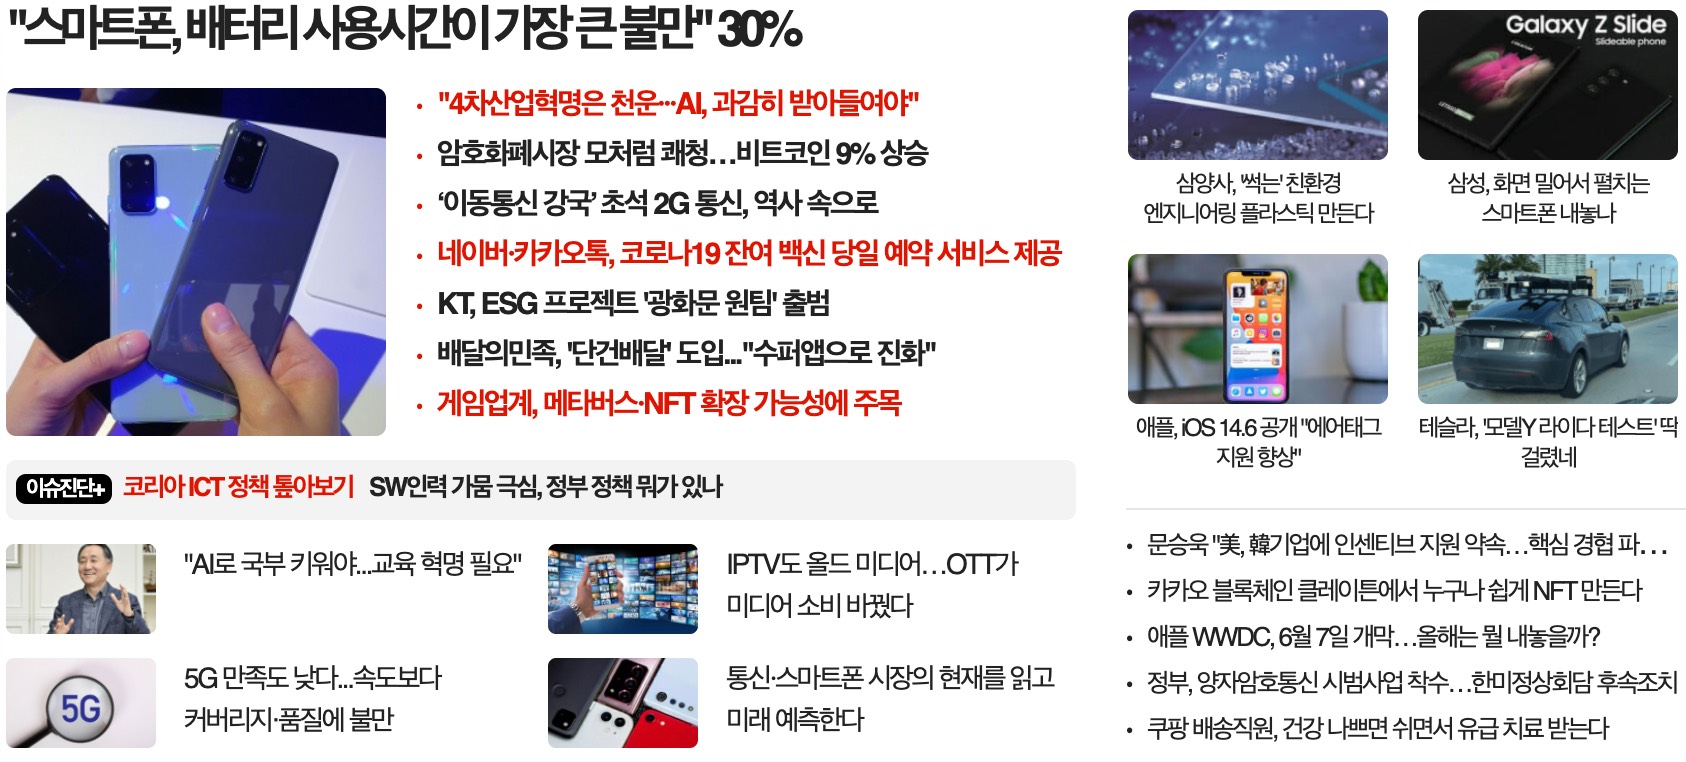 "스마트폰, 배터리 사용시간이 가장 큰 불만" 30%
"4차산업혁명은 천운…AI, 과감히 받아들여야"
암호화폐시장 모처럼 쾌청…비트코인 9% 상승
‘이동통신 강국’ 초석 2G 통신, 역사 속으로
네이버·카카오톡, 코로나19 잔여 백신 당일 예약 서비스 제공
KT, ESG 프로젝트 '광화문 원팀' 출범
배달의민족, '단건배달' 도입..."수퍼앱으로 진화"
게임업계, 메타버스·NFT 확장 가능성에 주목
이슈진단+ 코리아 ICT 정책 톺아보기 SW인력 가뭄 극심, 정부 정책 뭐가 있나
"AI로 국부 키워야...교육 혁명 필요"
IPTV도 올드 미디어…OTT가
미디어 소비 바꿨다
5G
5G 만족도 낮다...속도보다
커버리지·품질에 불만
통신·스마트폰 시장의 현재를 읽고
미래 예측한다
삼양사, '썩는' 친환경
엔지니어링 플라스틱 만든다
Galaxy Z Slide
Slideable phone
삼성, 화면 밀어서 펼치는
스마트폰 내놓나
애플, iOS 14.6 공개 "에어태그
지원 향상"
테슬라, '모델Y 라이다 테스트' 딱
걸렸네
문승욱 "美, 韓기업에 인센티브 지원 약속…핵심 경협 파…
카카오 블록체인 클레이튼에서 누구나 쉽게 NFT 만든다
애플 WWDC, 6월 7일 개막…올해는 뭘 내놓을까?
정부, 양자암호통신 시범사업 착수…한미정상회담 후속조치
쿠팡 배송직원, 건강 나쁘면 쉬면서 유급 치료 받는다